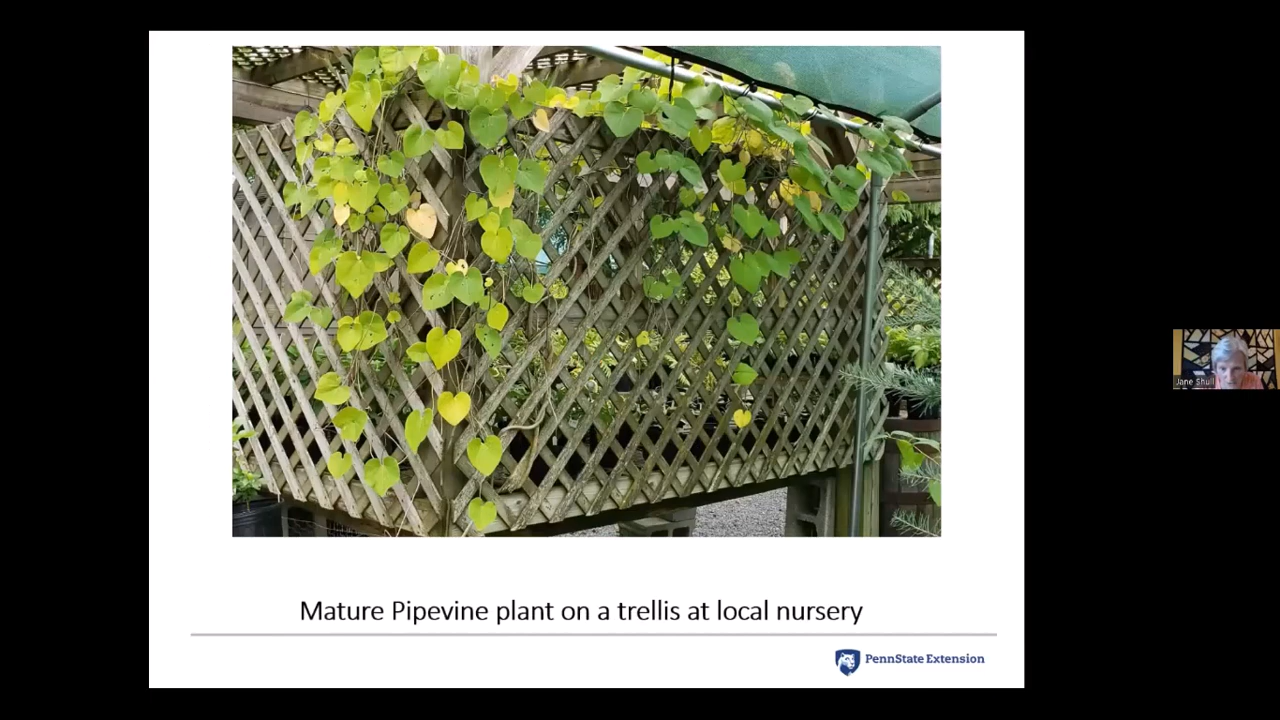 Jane Shull
Mature Pipevine plant on a trellis at local nursery
PennState Extension